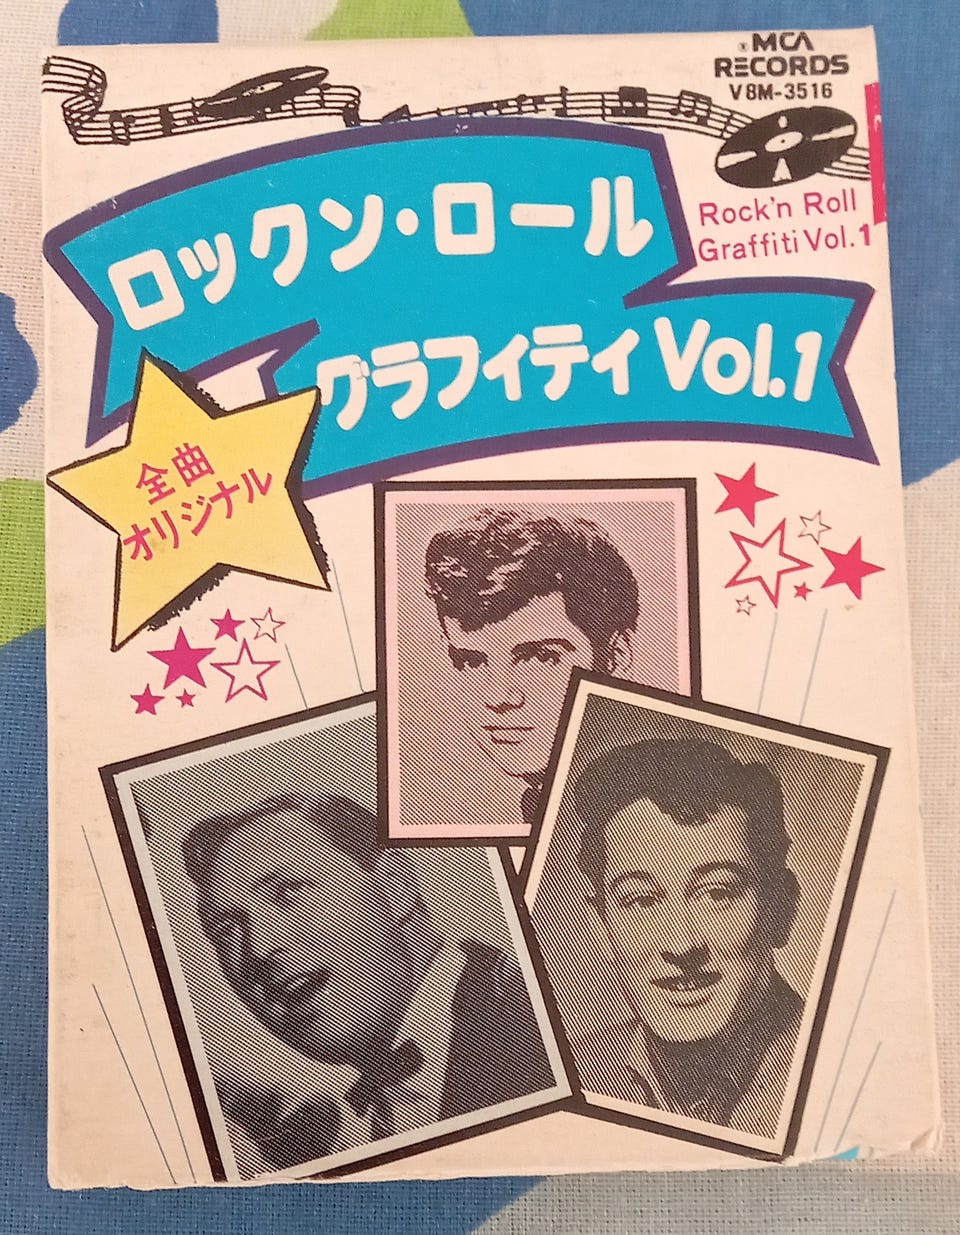 MCA
RECORDS
V8M-3516
Rock'n Roll
Graffiti Vol.1
ロックン・ロール
グラフィティ Vol.1
全曲
オリジナル